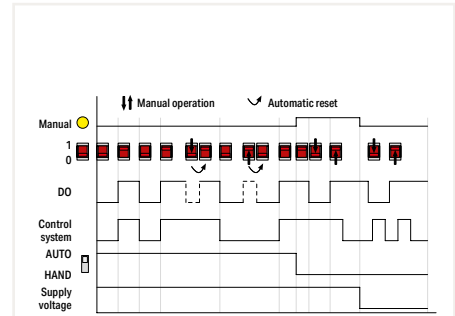 Manual operation Automatic reset
Manual
1
0
DO
Control
system
AUTO
HAND
Supply
voltage